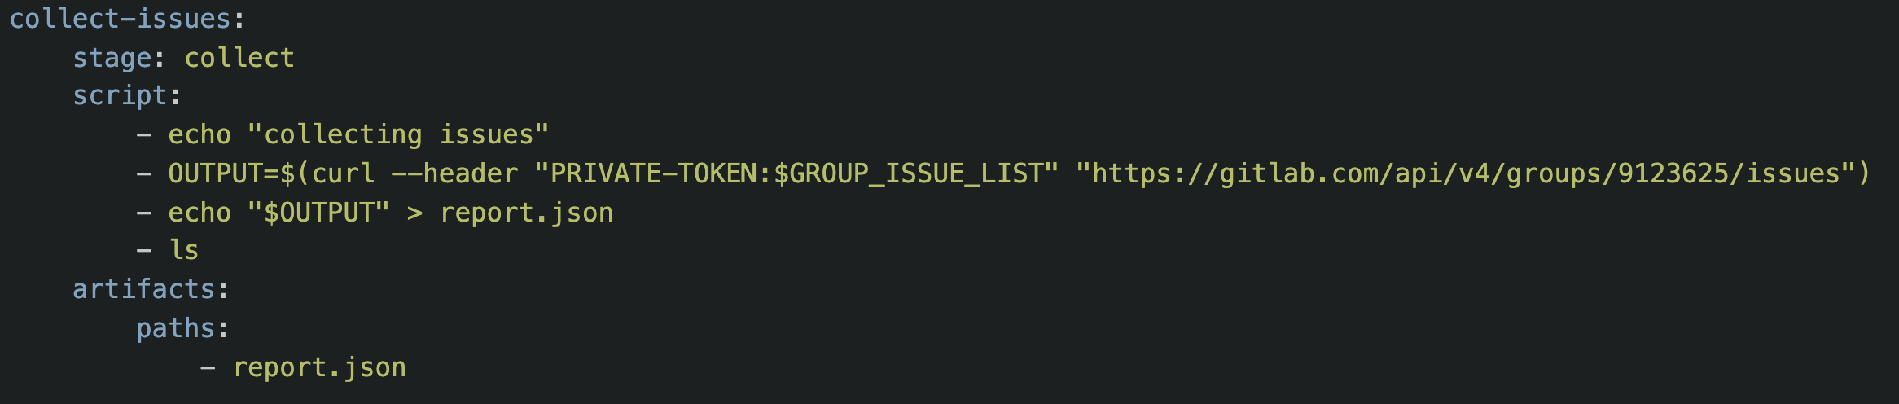 collect-issues:
    stage: collect
    script:
        - echo "collecting issues"
        - OUTPUT=$(curl --header "PRIVATE-TOKEN:$GROUP_ISSUE_LIST" "https://gitlab.com/api/v4/groups/9123625/issues")
        - echo "$OUTPUT" > report.json
        - ls
    artifacts:
        paths:
            - report.json